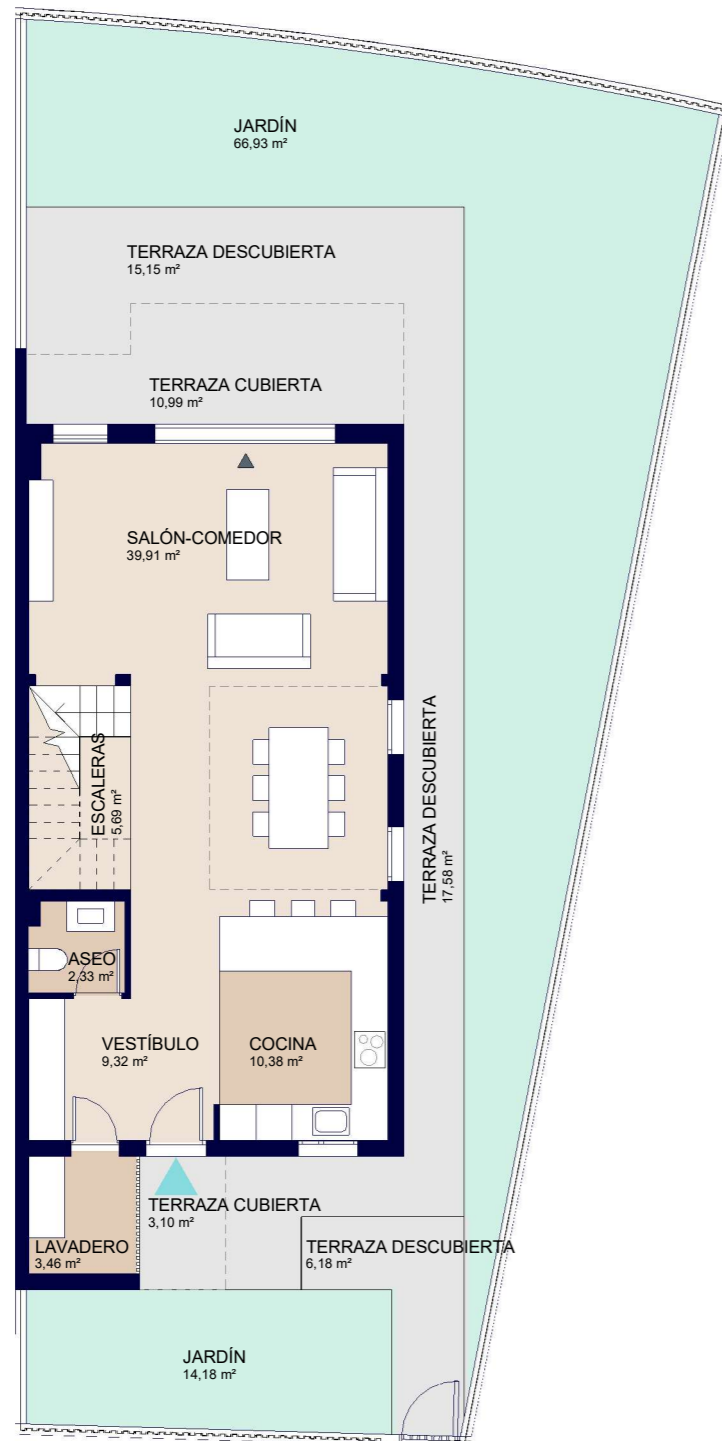 JARDÍN
66,93 m²
TERRAZA DESCUBIERTA
15,15 m²
TERRAZA CUBIERTA
10,99 m²
SALÓN-COMEDOR
39,91 m²
ESCALERAS
5,69 m²
TERRAZA DESCUBIERTA
17,58 m²
ASEO
2,33 m²
VESTÍBULO
9,32 m²
COCINA
10,38 m²
TERRAZA CUBIERTA
3,10 m²
LAVADERO
3,46 m²
TERRAZA DESCUBIERTA
6,18 m²
JARDÍN
14,18 m²